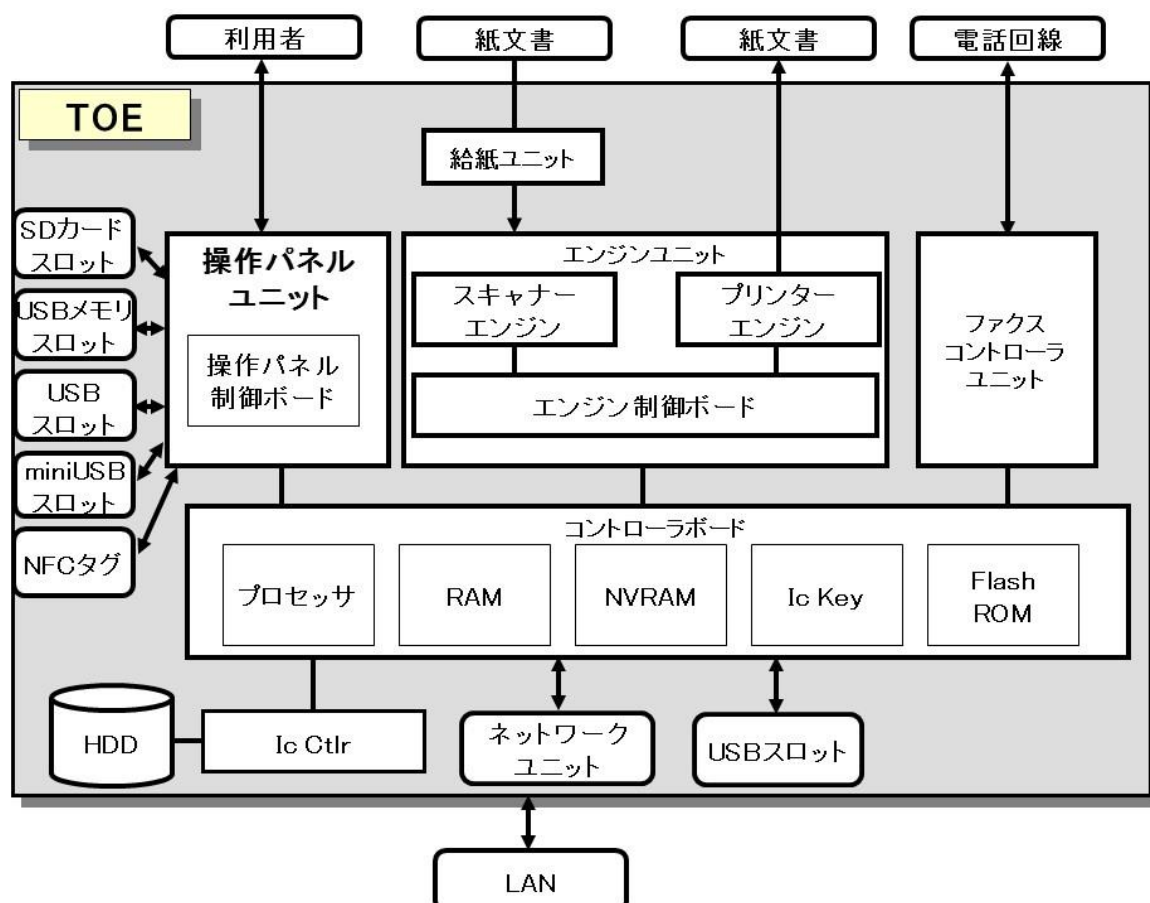 利用者
紙文書
紙文書
電話回線
TOE
給紙ユニット
SDカード
スロット
USBメモリ
スロット
USB
スロット
miniUSB
スロット
NFCタグ
操作パネル
ユニット
操作パネル
制御ボード
エンジンユニット
スキャナー
エンジン
プリンター
エンジン
エンジン制御ボード
ファクス
コントローラ
ユニット
コントローラボード
プロセッサ
RAM
NVRAM
Ic Key
Flash
ROM
HDD
Ic Ctlr
ネットワーク
ユニット
USBスロット
LAN